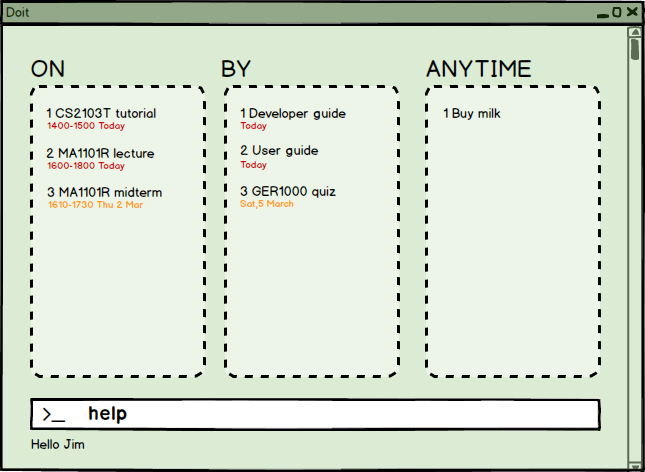 Doit
ON
1 CS2103T tutorial
1400-1500 Today
2 MA1101R lecture
1600-1800 Today
3 MA1101R midterm
1610-1730 Thu 2 Mar
BY
1 Developer guide
Today
2 User guide
Today
3 GER1000 quiz
Sat,5 March
ANYTIME
1 Buy milk
>_ help
Hello Jim